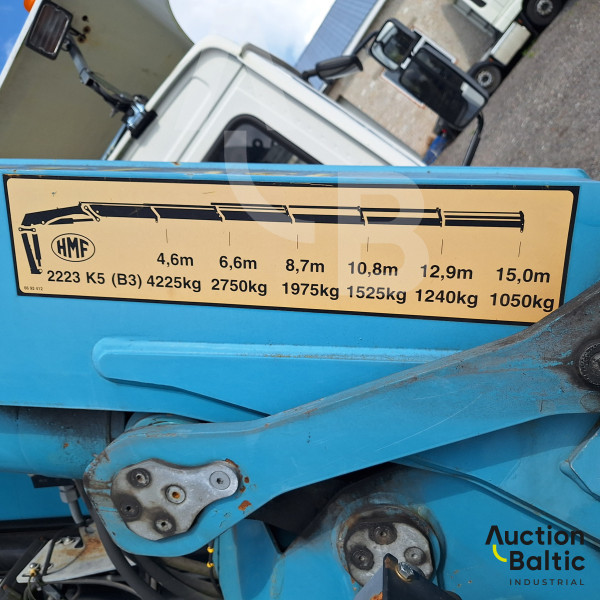 HMF
4,6m 6,6m 8,7m 10,8m 12,9m 15,0m
2223 K5 (B3) 4225kg 2750kg 1975kg 1525kg 1240kg 1050kg
Auction
Baltic
INDUSTRIAL